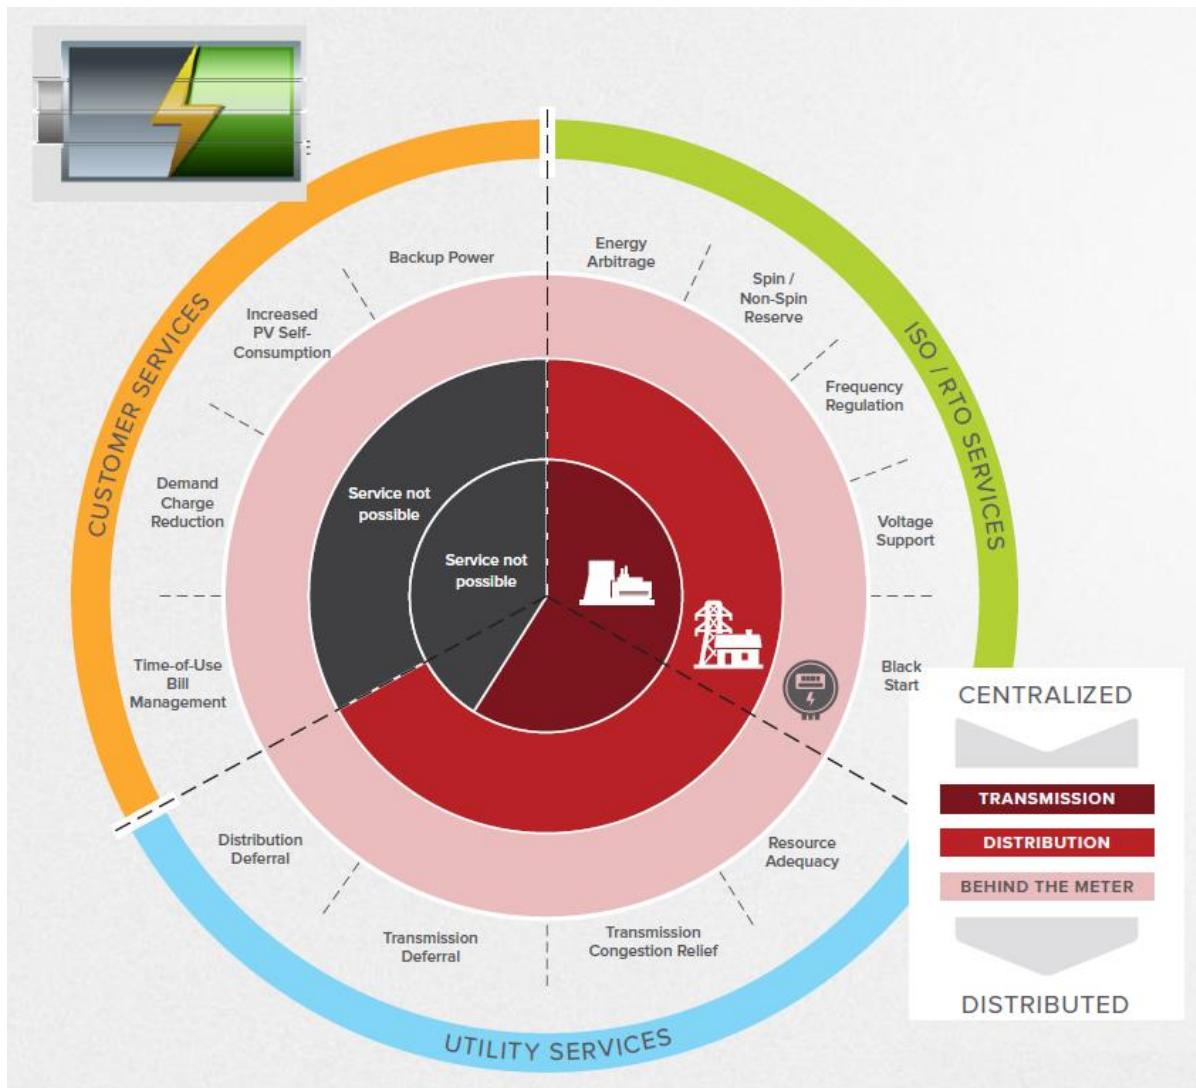 Backup Power
Energy
Arbitrage
Spin /
Non-Spin
Reserve
Frequency
Regulation
Voltage
Support
Black
Start
Resource
Adequacy
Transmission
Congestion Relief
Transmission
Deferral
Distribution
Deferral
Time-of-Use
Bill
Management
Demand
Charge
Reduction
Increased
PV Self-
Consumption
CUSTOMER SERVICES
ISO / RTO SERVICES
UTILITY SERVICES
Service not
possible
Service not
possible
CENTRALIZED
TRANSMISSION
DISTRIBUTION
BEHIND THE METER
DISTRIBUTED